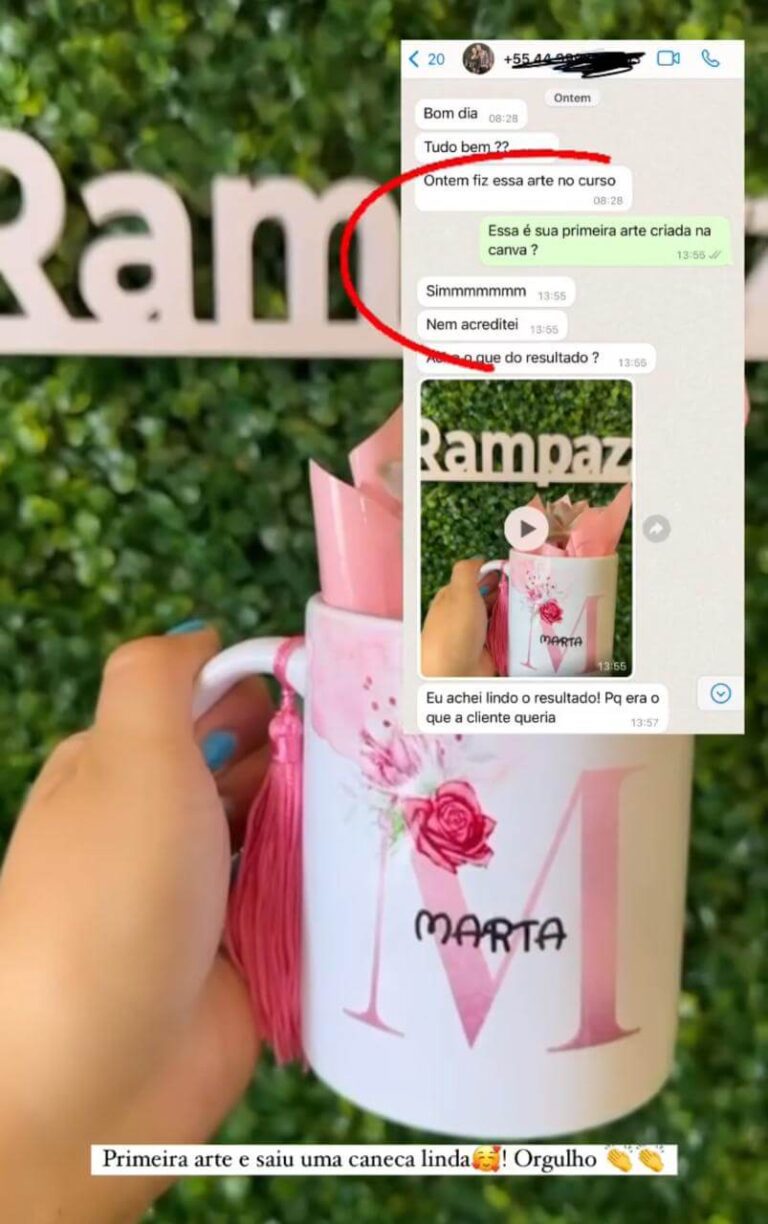 Rampaz
20
+55 44
Ontem
Bom dia 08:28
Tudo bem ??
Ontem fiz essa arte no curso
08:28
Essa é sua primeira arte criada na
canva ?
13:55
Simmmmmmm 13:55
Nem acreditei 13:55
o que do resultado ? 13:55
Rampaz
MARTA
13:55
Eu achei lindo o resultado! Pq era o
que a cliente queria 13:57
M
MARTA
Primeira arte e saiu uma caneca linda🥰! Orgulho 👏👏